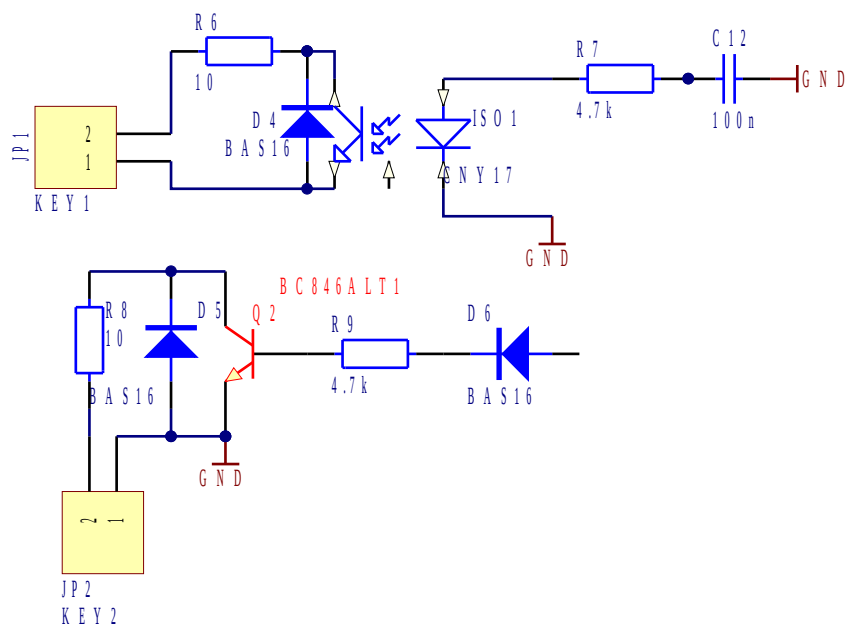 R6
10
R7
4.7k
C12
100n
GND
D4
BAS16
ISO1
CNY17
JP1
2
1
KEY1
GND
BC846ALT1
R8
10
D5
Q2
R9
4.7k
D6
BAS16
BAS16
GND
2
1
JP2
KEY2